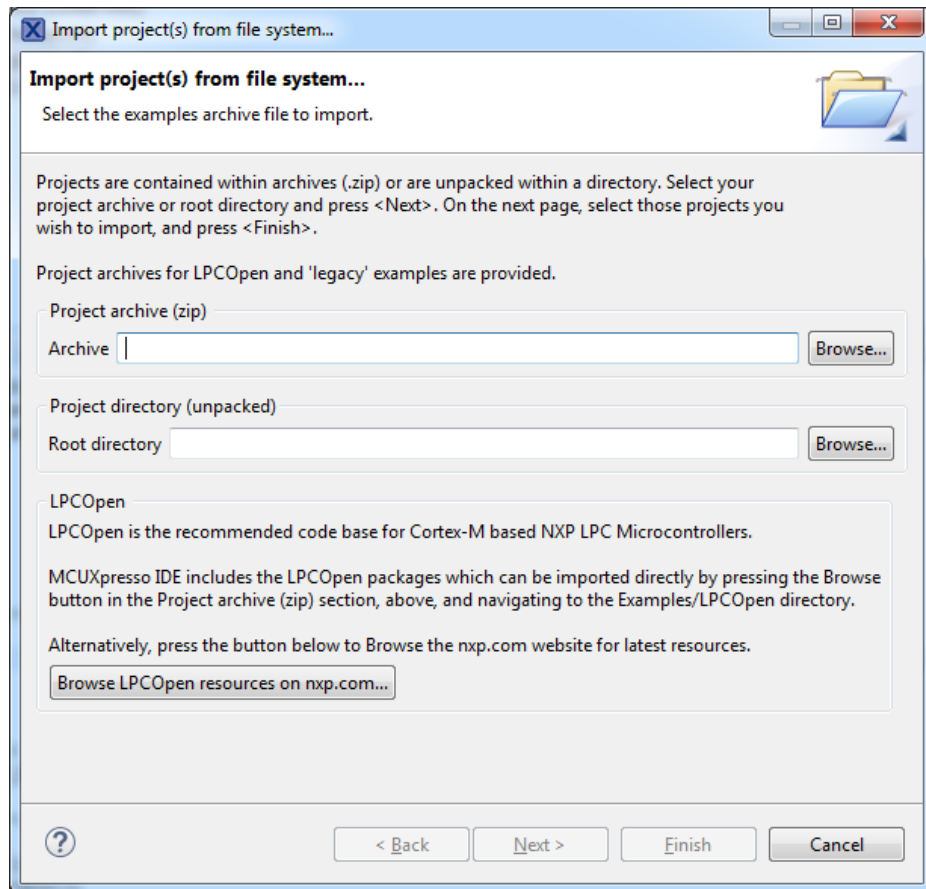 Import project(s) from file system...
Import project(s) from file system...
Select the examples archive file to import.
Projects are contained within archives (.zip) or are unpacked within a directory. Select your
project archive or root directory and press <Next>. On the next page, select those projects you
wish to import, and press <Finish>.
Project archives for LPCOpen and 'legacy' examples are provided.
Project archive (zip)
Archive Browse...
Project directory (unpacked)
Root directory Browse...
LPCOpen
LPCOpen is the recommended code base for Cortex-M based NXP LPC Microcontrollers.
MCUXpresso IDE includes the LPCOpen packages which can be imported directly by pressing the Browse
button in the Project archive (zip) section, above, and navigating to the Examples/LPCOpen directory.
Alternatively, press the button below to Browse the nxp.com website for latest resources.
Browse LPCOpen resources on nxp.com...
? < Back Next > Finish Cancel